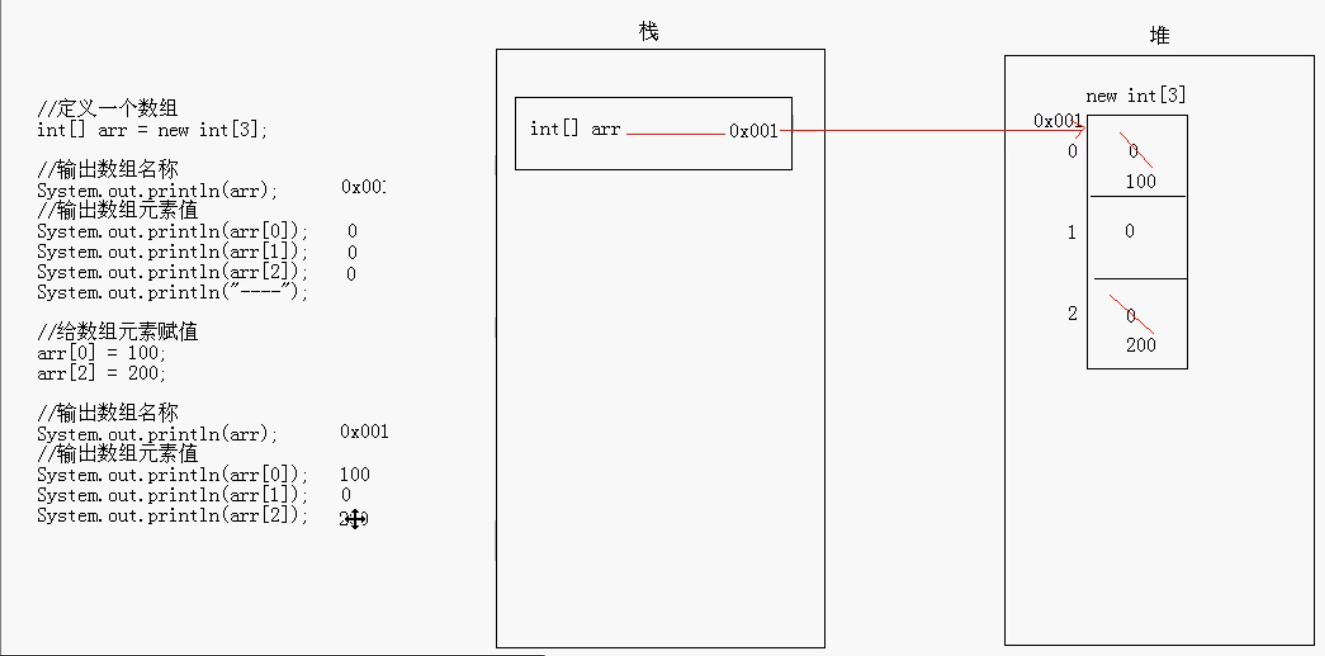 //定义一个数组
int[] arr = new int[3];
//输出数组名称
System.out.println(arr);
//输出数组元素值
System.out.println(arr[0]); 0
System.out.println(arr[1]); 0
System.out.println(arr[2]); 0
System.out.println("----");
//给数组元素赋值
arr[0] = 100;
arr[2] = 200;
//输出数组名称
System.out.println(arr); 0x001
//输出数组元素值
System.out.println(arr[0]); 100
System.out.println(arr[1]); 0
System.out.println(arr[2]);
栈
int[] arr 0x001
堆
new int[3]
0x001
0 0
100
1 0
2 0
200